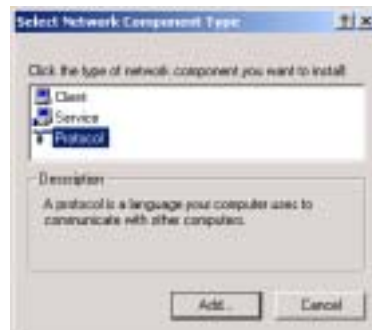 Select Network Component Type
Click the type of network component you want to install:
Client
Service
Protocol
Description
A protocol is a language your computer uses to
communicate with other computers.
Add...
Cancel